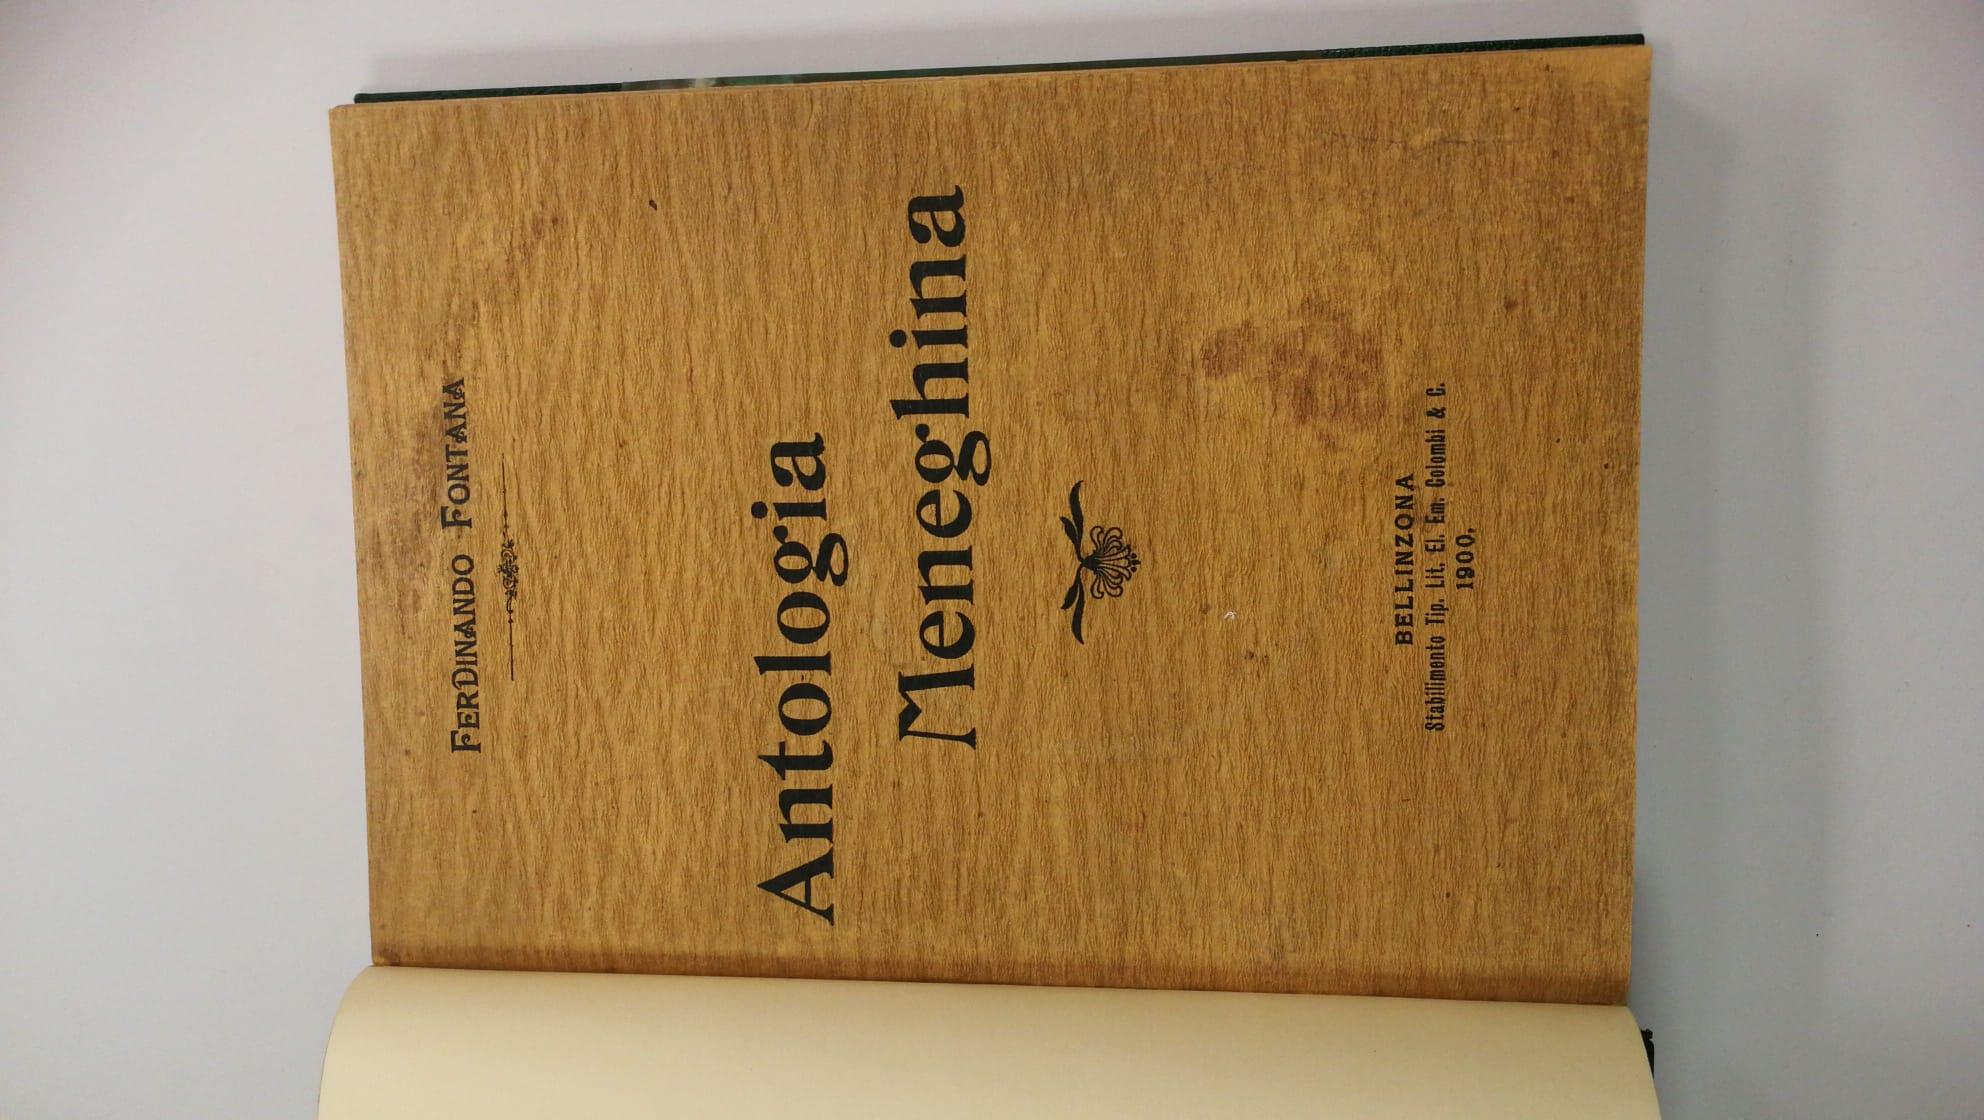 FERDINANDO FONTANA
Antologia
Meneghina
BELLINZONA
Stabilimento Tip. Lit. El. Em. Colombi & C.
1900.